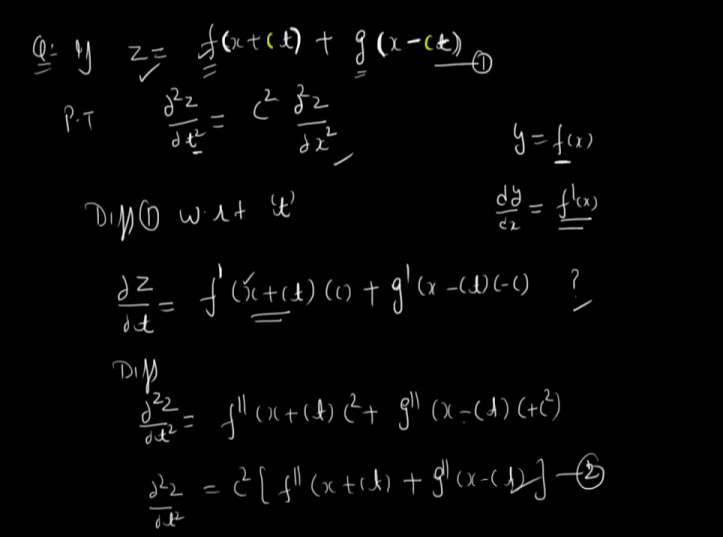 Q:- If z = f(x+ct) + g(x-ct) — ①
P.T ∂²z/∂t² = c² ∂²z/∂x²
y = f(x)
dy/dx = f'(x)
Diff ① w.r.t 't'
∂z/∂t = f'(x+ct)(c) + g'(x-ct)(-c) ?
Diff
∂²z/∂t² = f''(x+ct) c² + g''(x-ct)(+c²)
∂²z/∂t² = c² [ f''(x+ct) + g''(x-ct) ] — ②